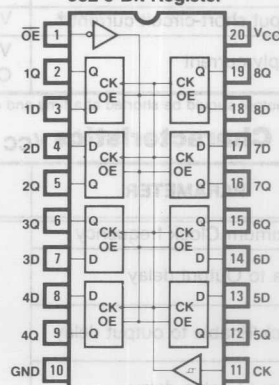 8-Bit Register
OE 1 20 VCC
1Q 2 Q Q 19 8Q
CK CK
OE OE
1D 3 D D 18 8D
2D 4 D D 17 7D
CK CK
OE OE
2Q 5 Q Q 16 7Q
3Q 6 Q Q 15 6Q
CK CK
OE OE
3D 7 D D 14 6D
4D 8 D D 13 5D
CK CK
OE OE
4Q 9 Q Q 12 5Q
GND 10 11 CK